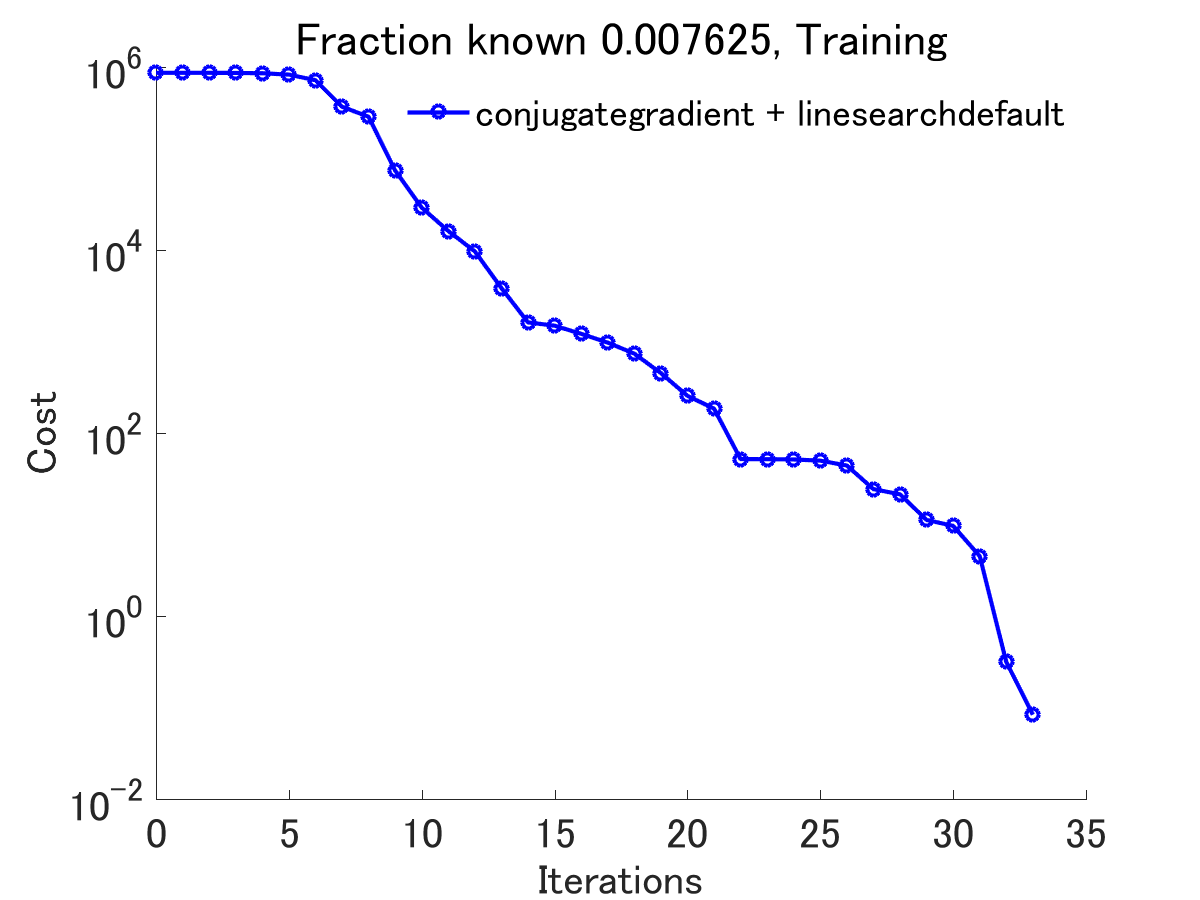 Fraction known 0.007625, Training
conjugategradient + linesearchdefault
10^6
10^4
10^2
10^0
10^-2
Cost
0 5 10 15 20 25 30 35
Iterations